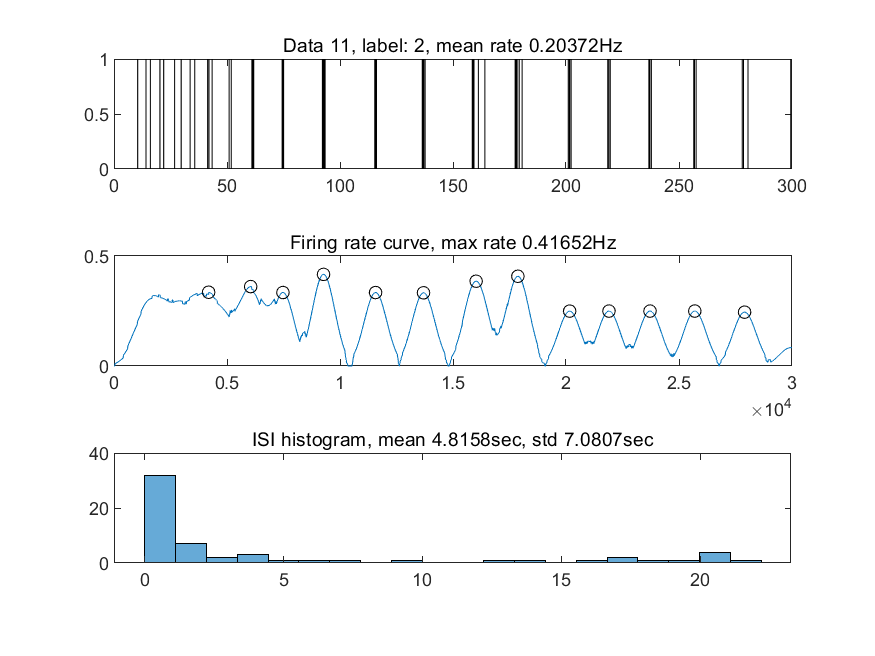 Data 11, label: 2, mean rate 0.20372Hz
1
0.5
0
0 50 100 150 200 250 300
Firing rate curve, max rate 0.41652Hz
0.5
0
0 0.5 1 1.5 2 2.5 3
×10^4
ISI histogram, mean 4.8158sec, std 7.0807sec
40
20
0
0 5 10 15 20